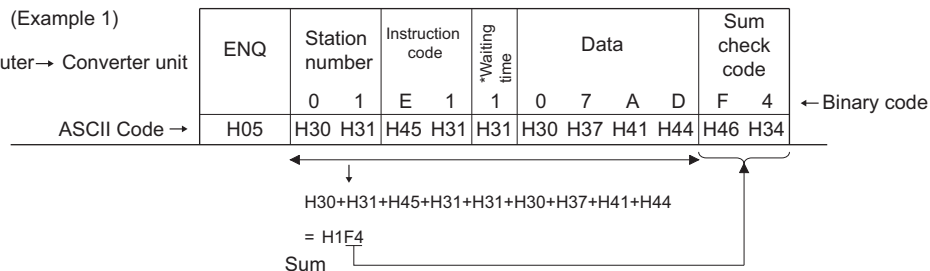 (Example 1)
uter→ Converter unit
ENQ
Station number
Instruction code
*Waiting time
Data
Sum check code
0 1 E 1 1 0 7 A D F 4 ←Binary code
ASCII Code → H05 H30 H31 H45 H31 H31 H30 H37 H41 H44 H46 H34
H30+H31+H45+H31+H31+H30+H37+H41+H44
= H1F4
Sum